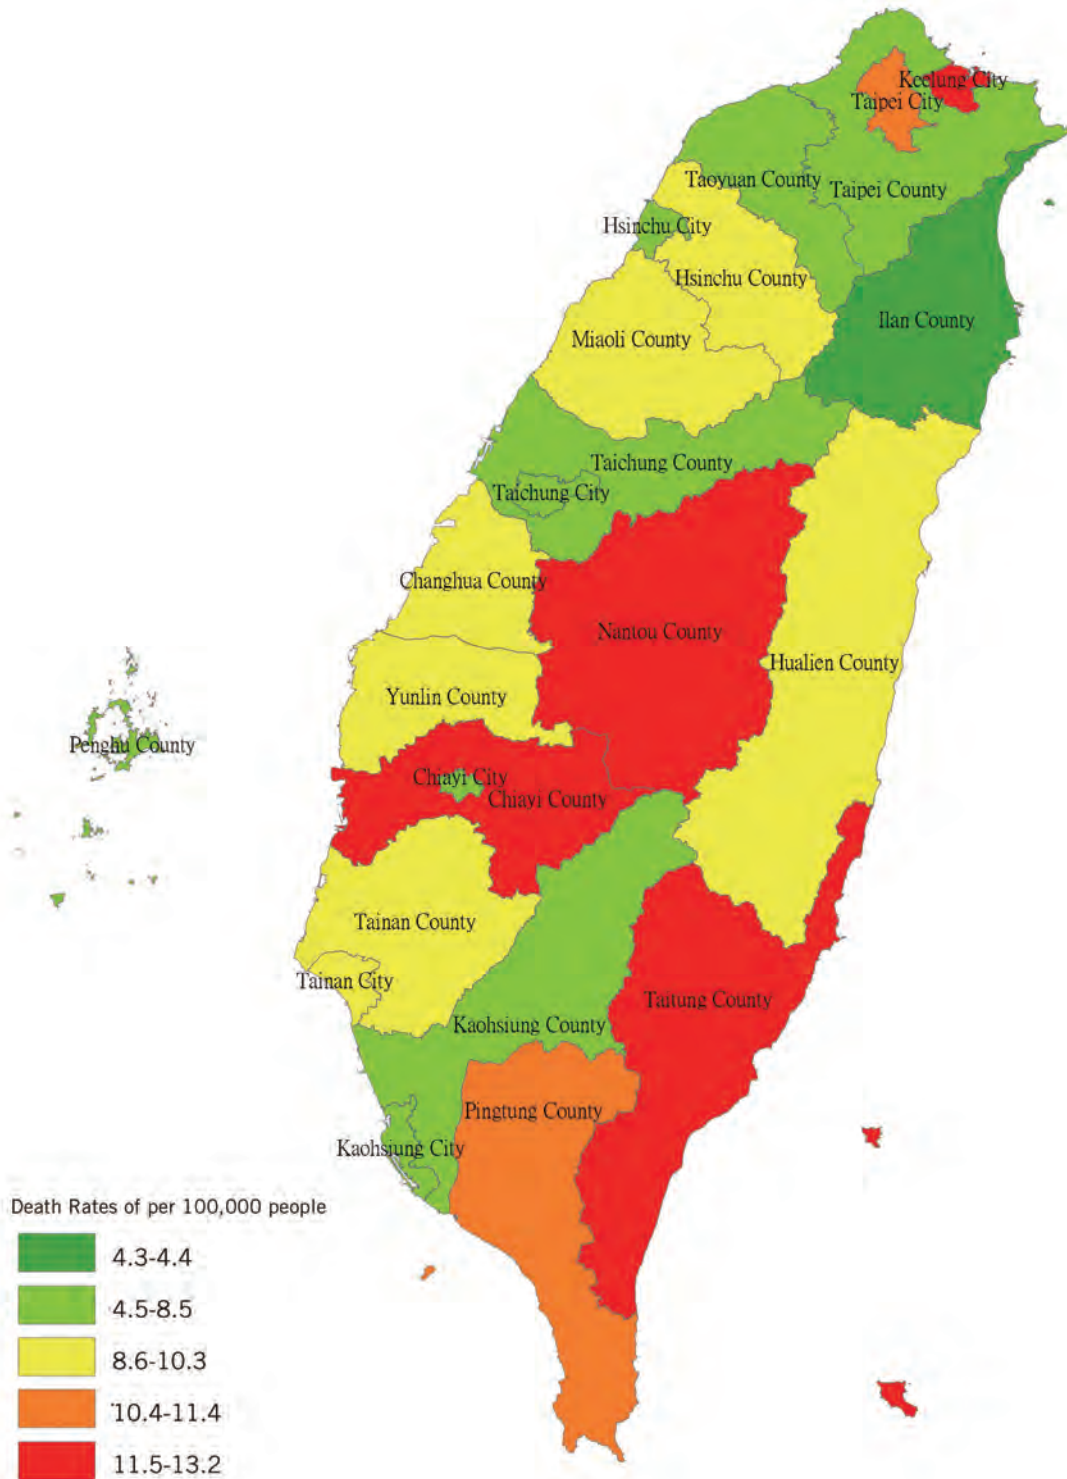 Keelung City
Taipei City
Taoyuan County
Taipei County
Hsinchu City
Hsinchu County
Ilan County
Miaoli County
Taichung County
Taichung City
Changhua County
Nantou County
Hualien County
Yunlin County
Penghu County
Chiayi City
Chiayi County
Tainan County
Tainan City
Taitung County
Kaohsiung County
Pingtung County
Kaohsiung City
Death Rates of per 100,000 people
4.3-4.4
4.5-8.5
8.6-10.3
10.4-11.4
11.5-13.2